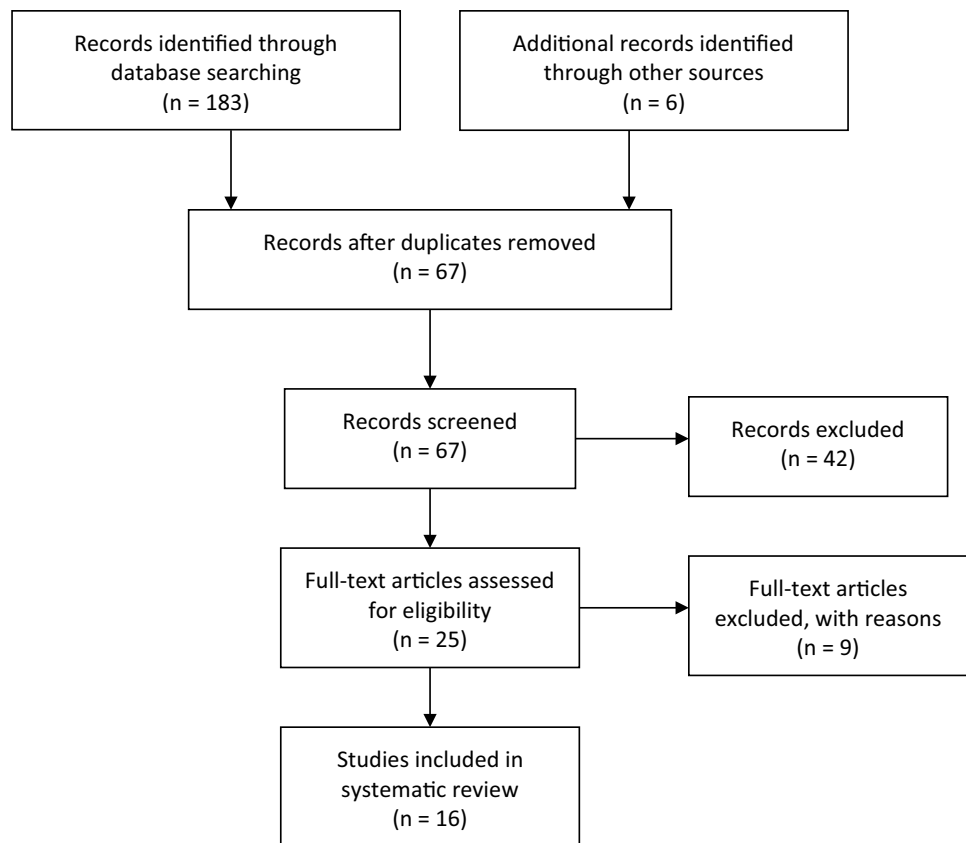 Records identified through
database searching
(n = 183)
Additional records identified
through other sources
(n = 6)
Records after duplicates removed
(n = 67)
Records screened
(n = 67)
Records excluded
(n = 42)
Full-text articles assessed
for eligibility
(n = 25)
Full-text articles
excluded, with reasons
(n = 9)
Studies included in
systematic review
(n = 16)